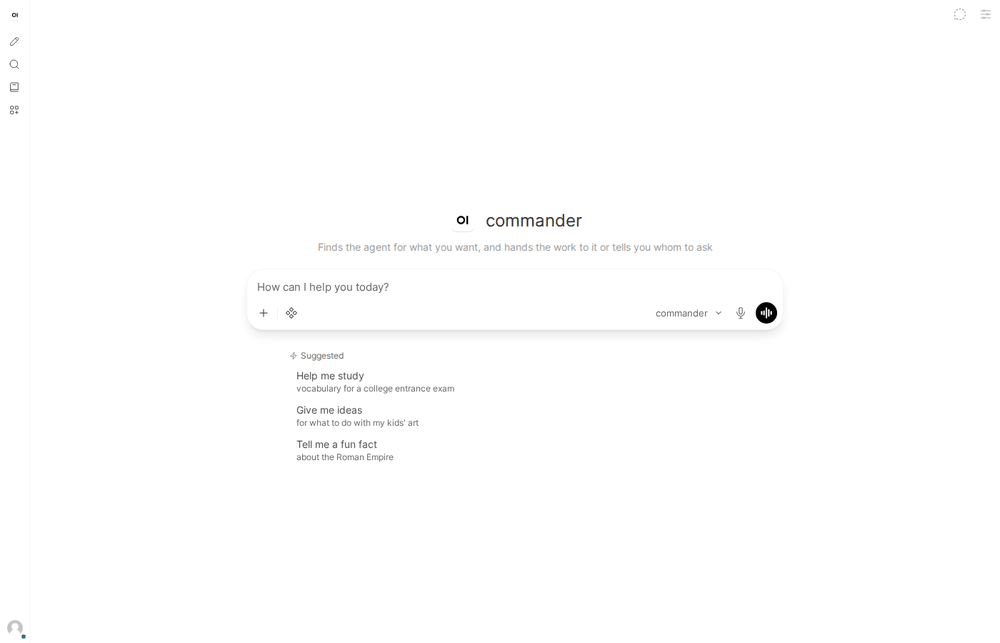 OI
OI commander
Finds the agent for what you want, and hands the work to it or tells you whom to ask
How can I help you today?
commander
Suggested
Help me study
vocabulary for a college entrance exam
Give me ideas
for what to do with my kids' art
Tell me a fun fact
about the Roman Empire